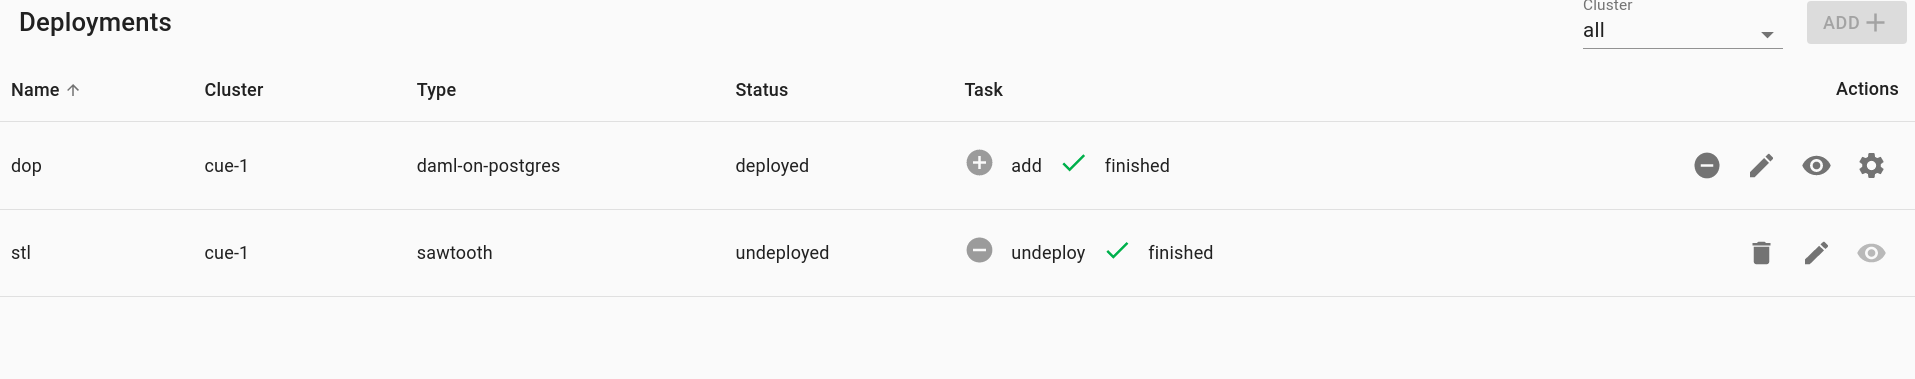 Deployments
Cluster
all
ADD
Name Cluster Type Status Task Actions
dop cue-1 daml-on-postgres deployed add finished
stl cue-1 sawtooth undeployed undeploy finished